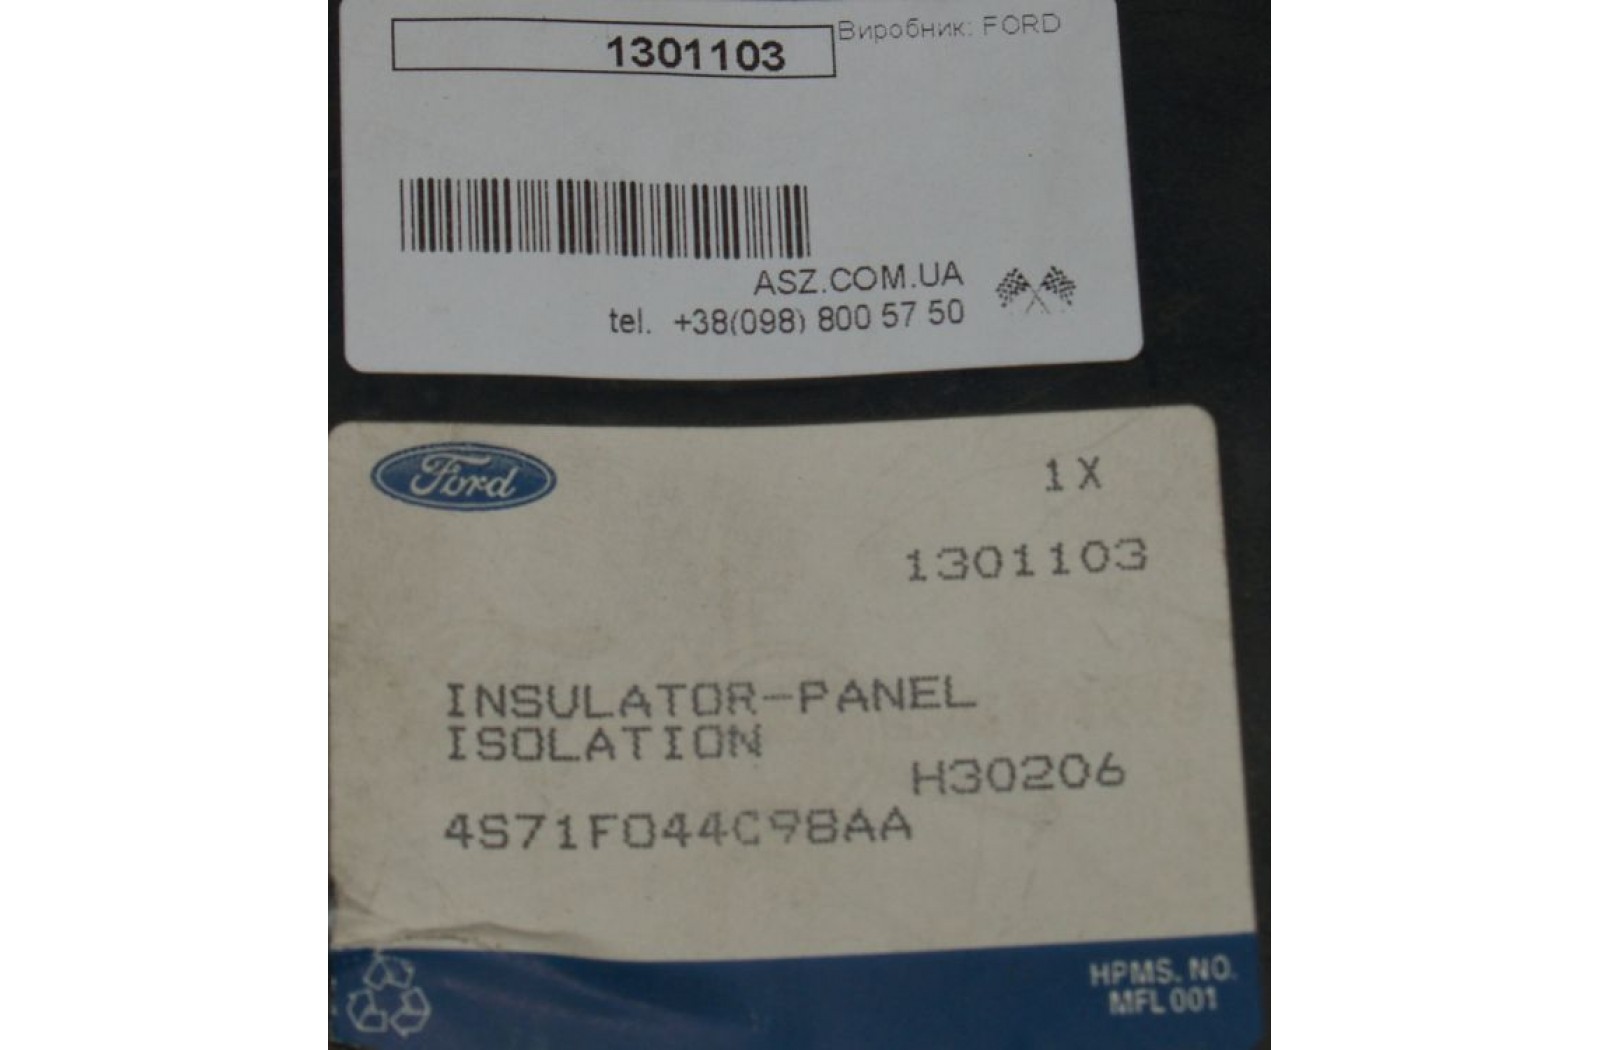 1301103 Виробник: FORD
ASZ.COM.UA
tel. +38(098) 800 57 50
Ford
1 X
1301103
INSULATOR-PANEL
ISOLATION
H30206
4S71F044C98AA
HPMS. NO.
MFL 001